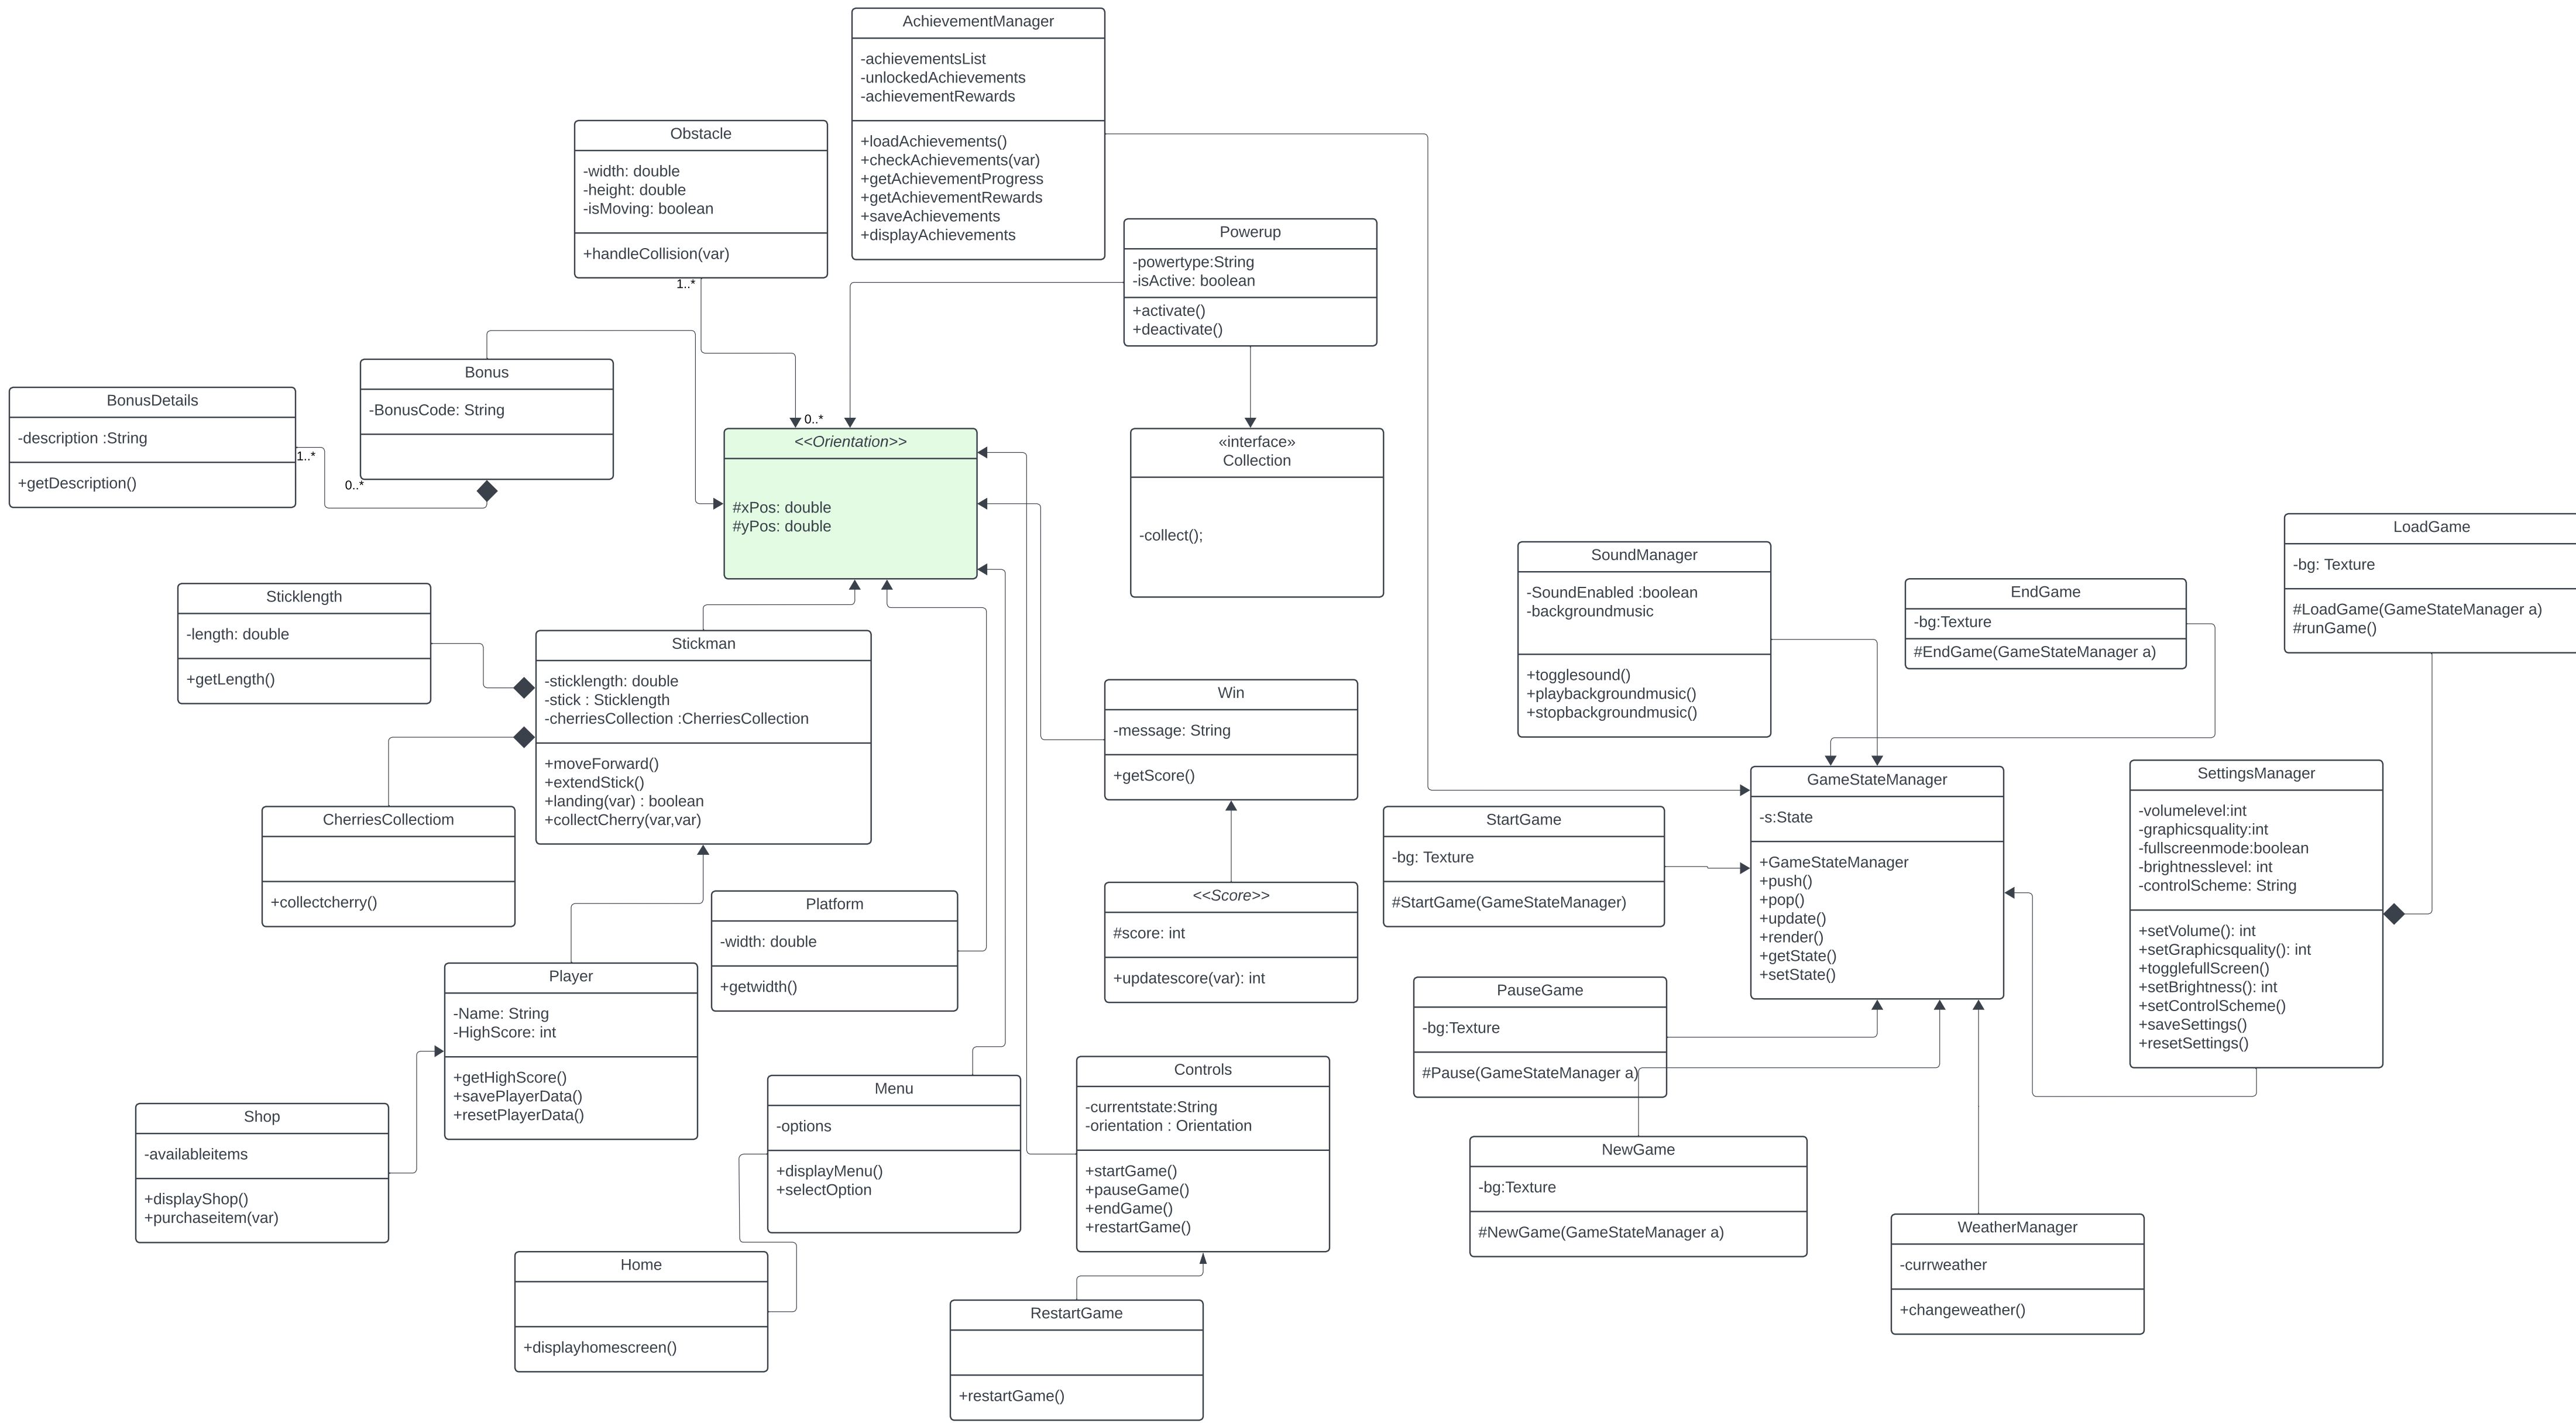 AchievementManager
-achievementsList
-unlockedAchievements
-achievementRewards
+loadAchievements()
+checkAchievements(var)
+getAchievementProgress
+getAchievementRewards
+saveAchievements
+displayAchievements
Obstacle
-width: double
-height: double
-isMoving: boolean
+handleCollision(var)
1..*
Powerup
-powertype:String
-isActive: boolean
+activate()
+deactivate()
Bonus
-BonusCode: String
0..*
BonusDetails
-description :String
+getDescription()
1..*
0..*
<<Orientation>>
#xPos: double
#yPos: double
«interface»
Collection
-collect();
Sticklength
-length: double
+getLength()
Stickman
-sticklength: double
-stick : Sticklength
-cherriesCollection :CherriesCollection
+moveForward()
+extendStick()
+landing(var) : boolean
+collectCherry(var,var)
CherriesCollectiom
+collectcherry()
Win
-message: String
+getScore()
<<Score>>
#score: int
+updatescore(var): int
Platform
-width: double
+getwidth()
Player
-Name: String
-HighScore: int
+getHighScore()
+savePlayerData()
+resetPlayerData()
Shop
-availableitems
+displayShop()
+purchaseitem(var)
Menu
-options
+displayMenu()
+selectOption
Home
+displayhomescreen()
Controls
-currentstate:String
-orientation : Orientation
+startGame()
+pauseGame()
+endGame()
+restartGame()
RestartGame
+restartGame()
SoundManager
-SoundEnabled :boolean
-backgroundmusic
+togglesound()
+playbackgroundmusic()
+stopbackgroundmusic()
EndGame
-bg:Texture
#EndGame(GameStateManager a)
LoadGame
-bg: Texture
#LoadGame(GameStateManager a)
#runGame()
GameStateManager
-s:State
+GameStateManager
+push()
+pop()
+update()
+render()
+getState()
+setState()
SettingsManager
-volumelevel:int
-graphicsquality:int
-fullscreenmode:boolean
-brightnesslevel: int
-controlScheme: String
+setVolume(): int
+setGraphicsquality(): int
+togglefullScreen()
+setBrightness(): int
+setControlScheme()
+saveSettings()
+resetSettings()
StartGame
-bg: Texture
#StartGame(GameStateManager)
PauseGame
-bg:Texture
#Pause(GameStateManager a)
NewGame
-bg:Texture
#NewGame(GameStateManager a)
WeatherManager
-currweather
+changeweather()